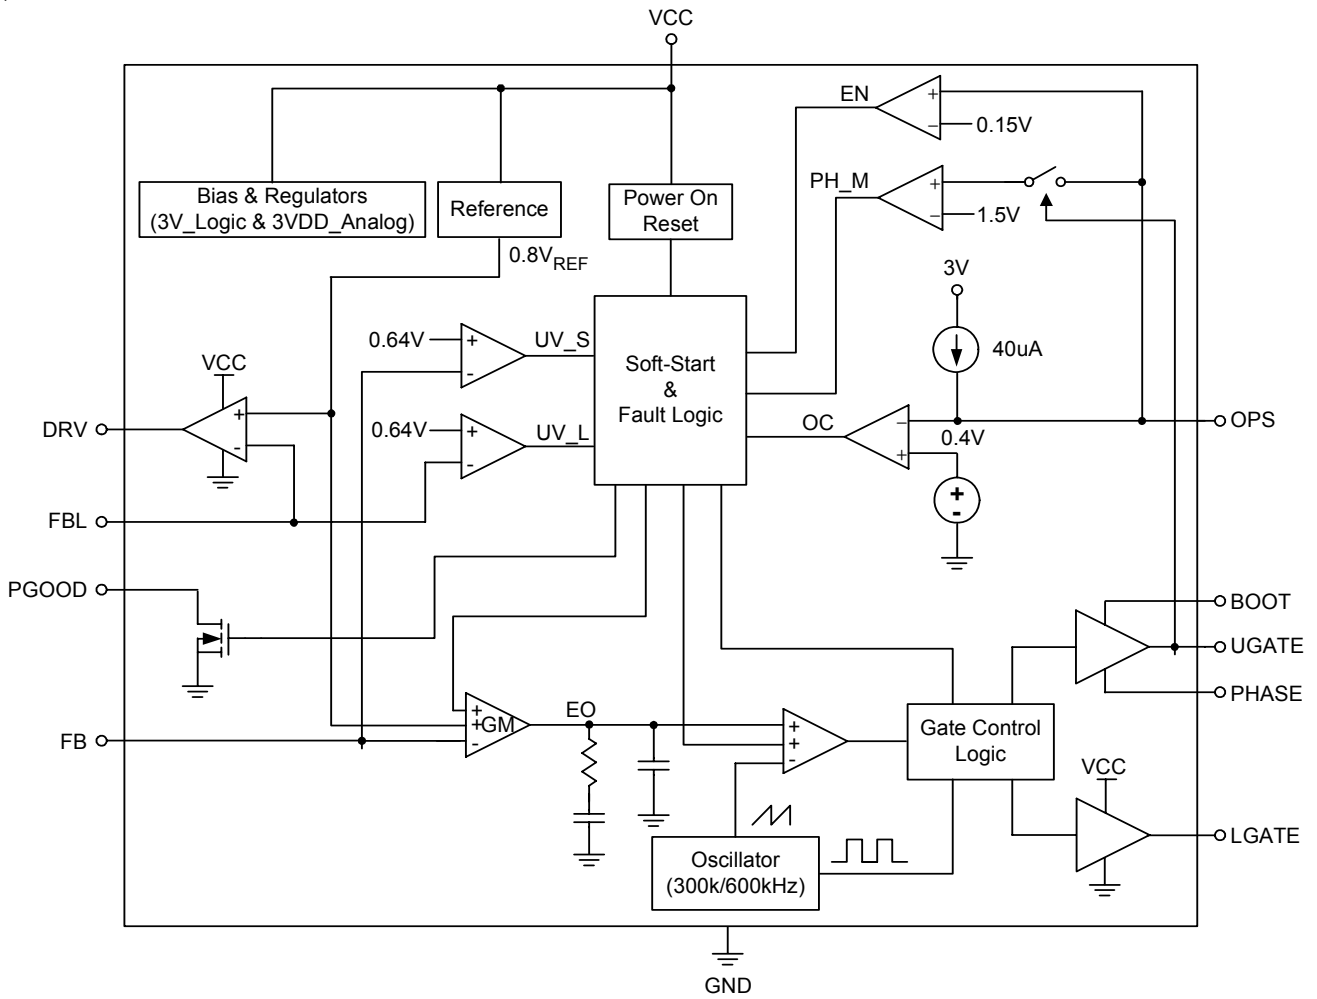 VCC
EN
+
−
0.15V
PH_M
+
−
1.5V
Bias & Regulators
(3V_Logic & 3VDD_Analog)
Reference
Power On
Reset
0.8VREF
3V
40uA
0.64V
+
-
UV_S
Soft-Start
&
Fault Logic
VCC
DRV
+
-
0.64V
+
-
UV_L
OC
−
+
0.4V
OPS
+
-
FBL
PGOOD
BOOT
UGATE
PHASE
FB
+
+
-
GM
EO
+
+
-
Gate Control
Logic
VCC
LGATE
Oscillator
(300k/600kHz)
GND